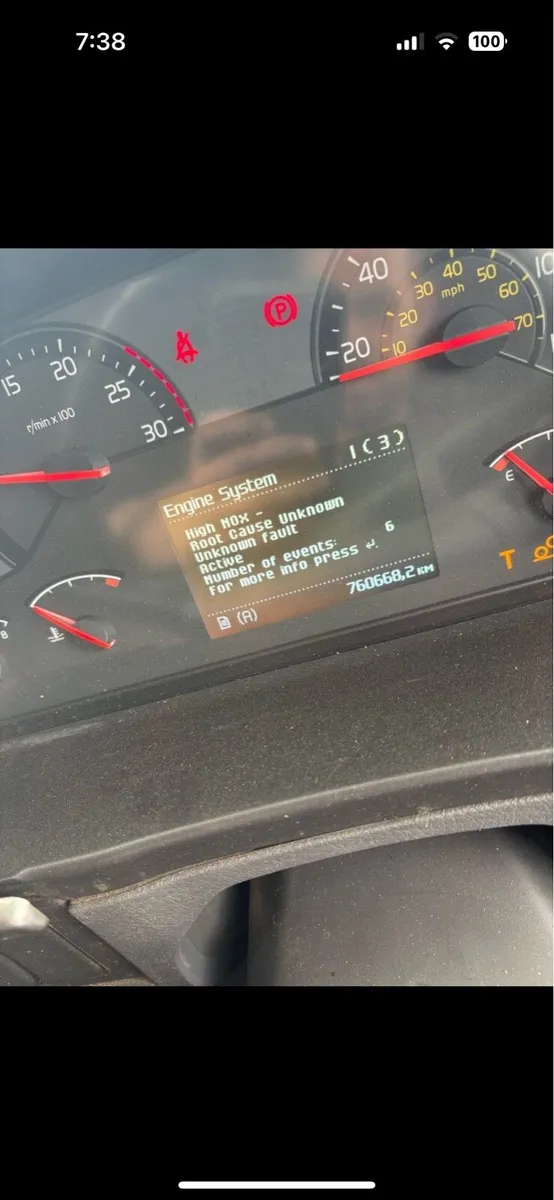 7:38
100
40
20
20
15
25
30
r/min x 100
40
50
30
mph
60
20
70
10
10
P
1(3)
Engine System
High NOX -
Root Cause Unknown
Unknown fault
Active
Number of events: 6
For more info press ↵.
760668,2 KM
(A)
E
T
8